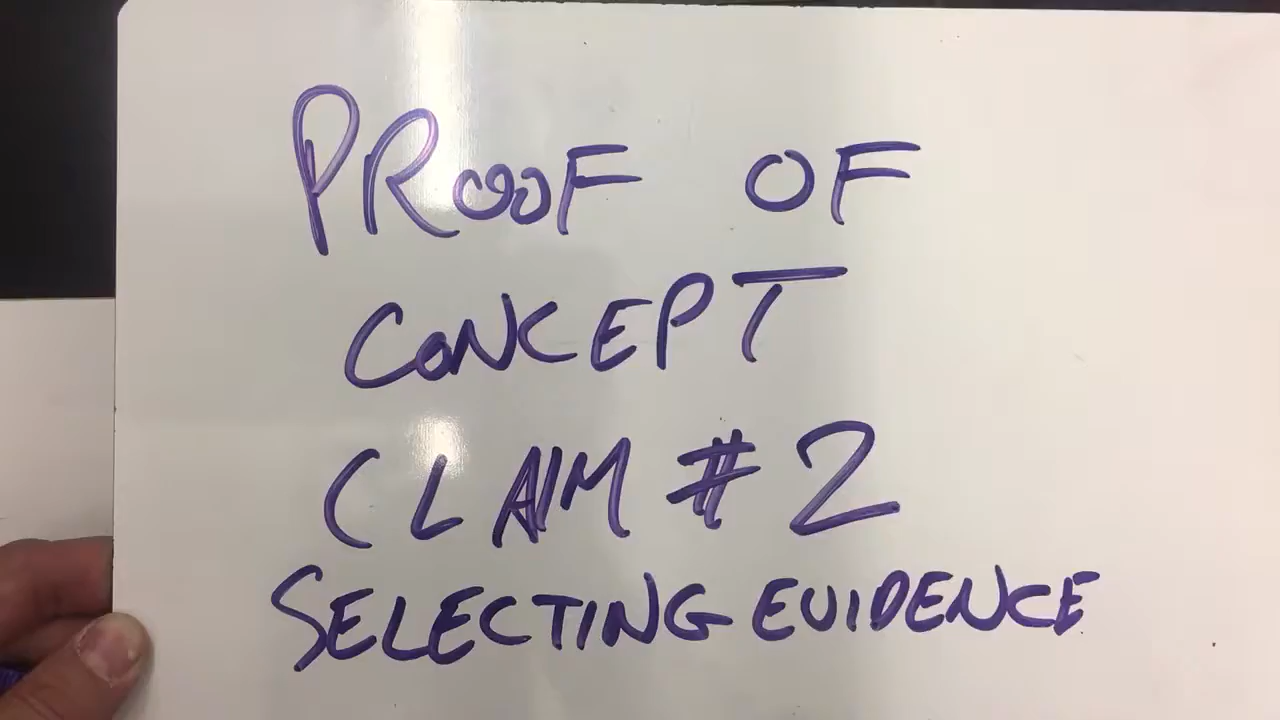 PROOF OF
CONCEPT
CLAIM #2
SELECTING EVIDENCE